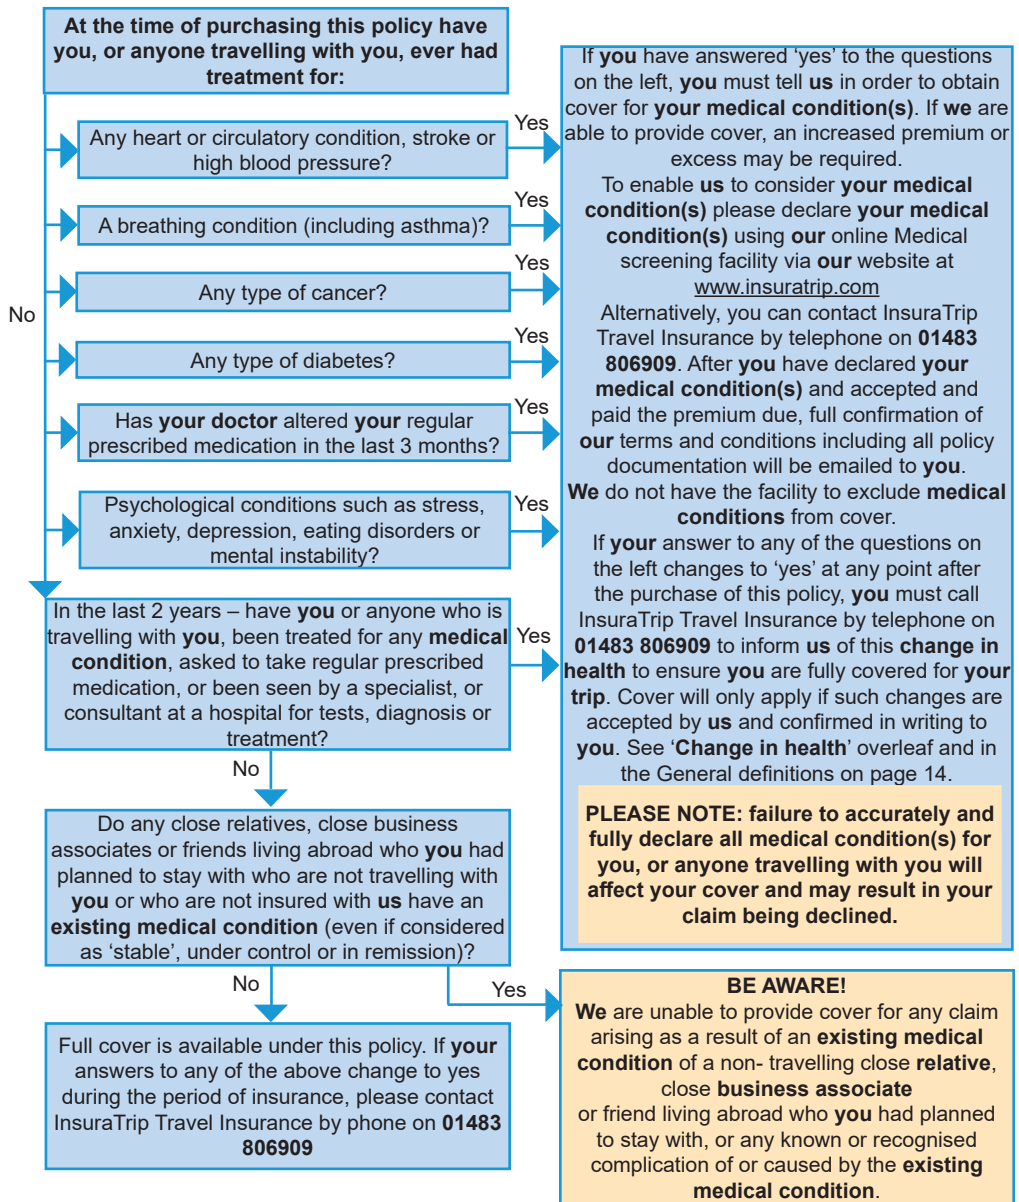 At the time of purchasing this policy have
you, or anyone travelling with you, ever had
treatment for:
No
Any heart or circulatory condition, stroke or
high blood pressure?
Yes
A breathing condition (including asthma)?
Yes
Any type of cancer?
Yes
Any type of diabetes?
Yes
Has your doctor altered your regular
prescribed medication in the last 3 months?
Yes
Psychological conditions such as stress,
anxiety, depression, eating disorders or
mental instability?
Yes
In the last 2 years – have you or anyone who is
travelling with you, been treated for any medical
condition, asked to take regular prescribed
medication, or been seen by a specialist, or
consultant at a hospital for tests, diagnosis or
treatment?
Yes
No
Do any close relatives, close business
associates or friends living abroad who you had
planned to stay with who are not travelling with
you or who are not insured with us have an
existing medical condition (even if considered
as ‘stable’, under control or in remission)?
No
Yes
Full cover is available under this policy. If your
answers to any of the above change to yes
during the period of insurance, please contact
InsuraTrip Travel Insurance by phone on 01483
806909
If you have answered ‘yes’ to the questions
on the left, you must tell us in order to obtain
cover for your medical condition(s). If we are
able to provide cover, an increased premium or
excess may be required.
To enable us to consider your medical
condition(s) please declare your medical
condition(s) using our online Medical
screening facility via our website at
www.insuratrip.com
Alternatively, you can contact InsuraTrip
Travel Insurance by telephone on 01483
806909. After you have declared your
medical condition(s) and accepted and
paid the premium due, full confirmation of
our terms and conditions including all policy
documentation will be emailed to you.
We do not have the facility to exclude medical
conditions from cover.
If your answer to any of the questions on
the left changes to ‘yes’ at any point after
the purchase of this policy, you must call
InsuraTrip Travel Insurance by telephone on
01483 806909 to inform us of this change in
health to ensure you are fully covered for your
trip. Cover will only apply if such changes are
accepted by us and confirmed in writing to
you. See ‘Change in health’ overleaf and in
the General definitions on page 14.
PLEASE NOTE: failure to accurately and
fully declare all medical condition(s) for
you, or anyone travelling with you will
affect your cover and may result in your
claim being declined.
BE AWARE!
We are unable to provide cover for any claim
arising as a result of an existing medical
condition of a non- travelling close relative,
close business associate
or friend living abroad who you had planned
to stay with, or any known or recognised
complication of or caused by the existing
medical condition.